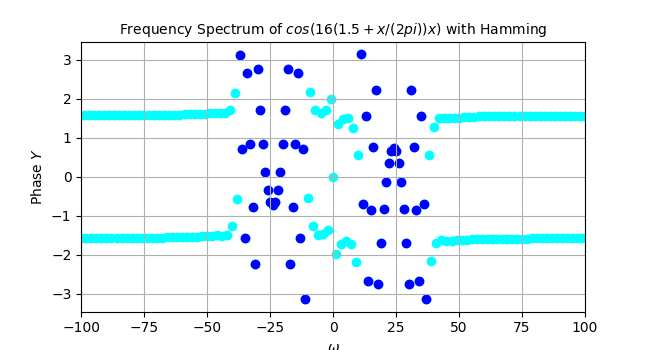 Frequency Spectrum of cos(16(1.5 + x/(2pi))x) with Hamming
Phase Y
3
2
1
0
−1
−2
−3
−100 −75 −50 −25 0 25 50 75 100
ω